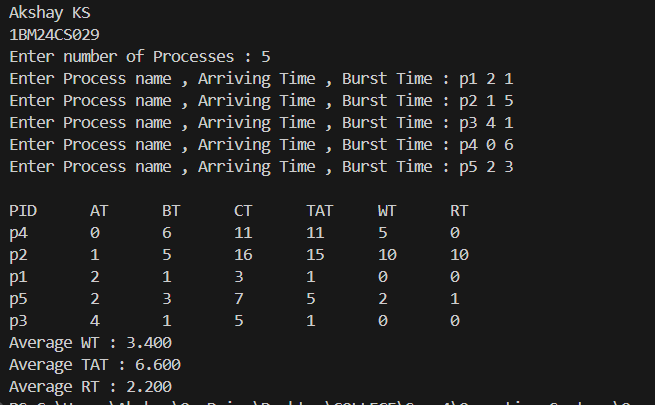 Akshay KS
1BM24CS029
Enter number of Processes : 5
Enter Process name , Arriving Time , Burst Time : p1 2 1
Enter Process name , Arriving Time , Burst Time : p2 1 5
Enter Process name , Arriving Time , Burst Time : p3 4 1
Enter Process name , Arriving Time , Burst Time : p4 0 6
Enter Process name , Arriving Time , Burst Time : p5 2 3
PID AT BT CT TAT WT RT
p4 0 6 11 11 5 0
p2 1 5 16 15 10 10
p1 2 1 3 1 0 0
p5 2 3 7 5 2 1
p3 4 1 5 1 0 0
Average WT : 3.400
Average TAT : 6.600
Average RT : 2.200